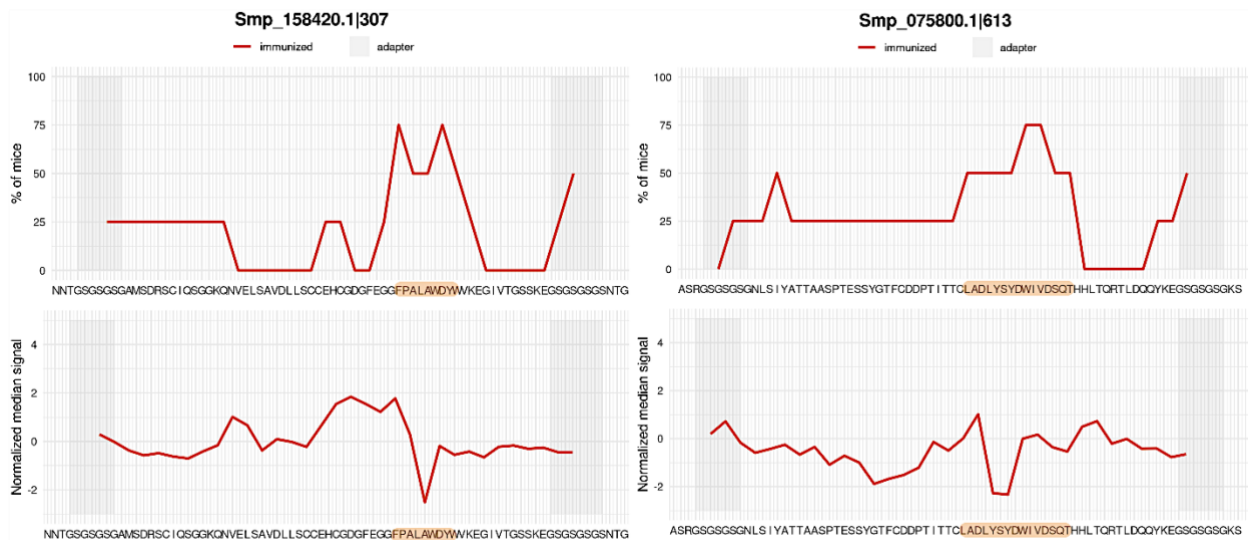 Smp_158420.1|307
immunized adapter
% of mice
100
75
50
25
0
NNTGSGSGSGAMSDRSCIQSGGKQNVELSAVDLLSCCEHCGDGFEGGFPALAWDYWVKEGIVTGSSKEGSGSGSGSNTG
Normalized median signal
4
2
0
-2
NNTGSGSGSGAMSDRSCIQSGGKQNVELSAVDLLSCCEHCGDGFEGGFPALAWDYWVKEGIVTGSSKEGSGSGSGSNTG
Smp_075800.1|613
immunized adapter
% of mice
100
75
50
25
0
ASRGSGSGSGNLSIYATTAASPTESSYGTFCDDPTITTCLADLYSYDWIVDSQTHHLTQRTLDQQYKEGSGSGSGKS
Normalized median signal
4
2
0
-2
ASRGSGSGSGNLSIYATTAASPTESSYGTFCDDPTITTCLADLYSYDWIVDSQTHHLTQRTLDQQYKEGSGSGSGKS